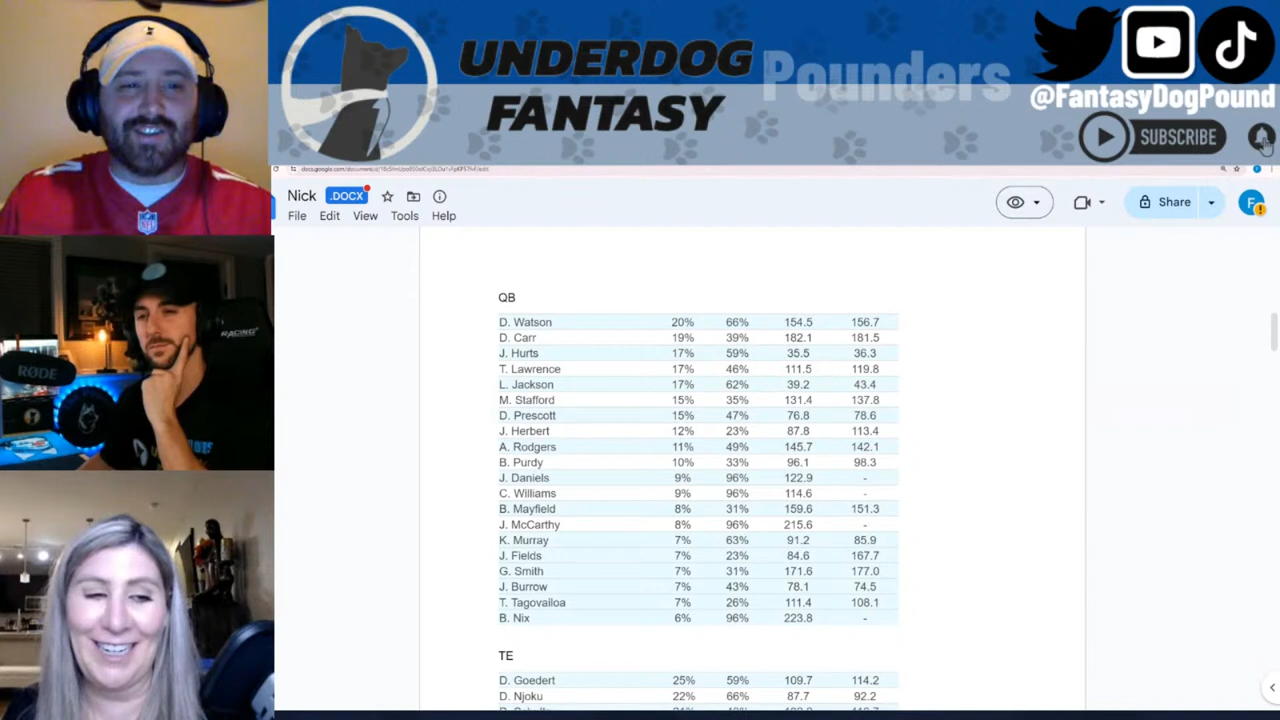 UNDERDOG
FANTASY
Pounders
@FantasyDogPound
SUBSCRIBE
Nick .DOCX
File Edit View Tools Help
Share
F
QB
D. Watson 20% 66% 154.5 156.7
D. Carr 19% 39% 182.1 181.5
J. Hurts 17% 59% 35.5 36.3
T. Lawrence 17% 46% 111.5 119.8
L. Jackson 17% 62% 39.2 43.4
M. Stafford 15% 35% 131.4 137.8
D. Prescott 15% 47% 76.8 78.6
J. Herbert 12% 23% 87.8 113.4
A. Rodgers 11% 49% 145.7 142.1
B. Purdy 10% 33% 96.1 98.3
J. Daniels 9% 96% 122.9 -
C. Williams 9% 96% 114.6 -
B. Mayfield 8% 31% 159.6 151.3
J. McCarthy 8% 96% 215.6 -
K. Murray 7% 63% 91.2 85.9
J. Fields 7% 23% 84.6 167.7
G. Smith 7% 31% 171.6 177.0
J. Burrow 7% 43% 78.1 74.5
T. Tagovailoa 7% 26% 111.4 108.1
B. Nix 6% 96% 223.8 -
TE
D. Goedert 25% 59% 109.7 114.2
D. Njoku 22% 66% 87.7 92.2
NFL
RØDE
RACING